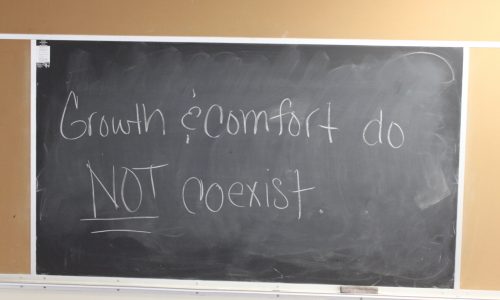 Growth & comfort do
NOT coexist.